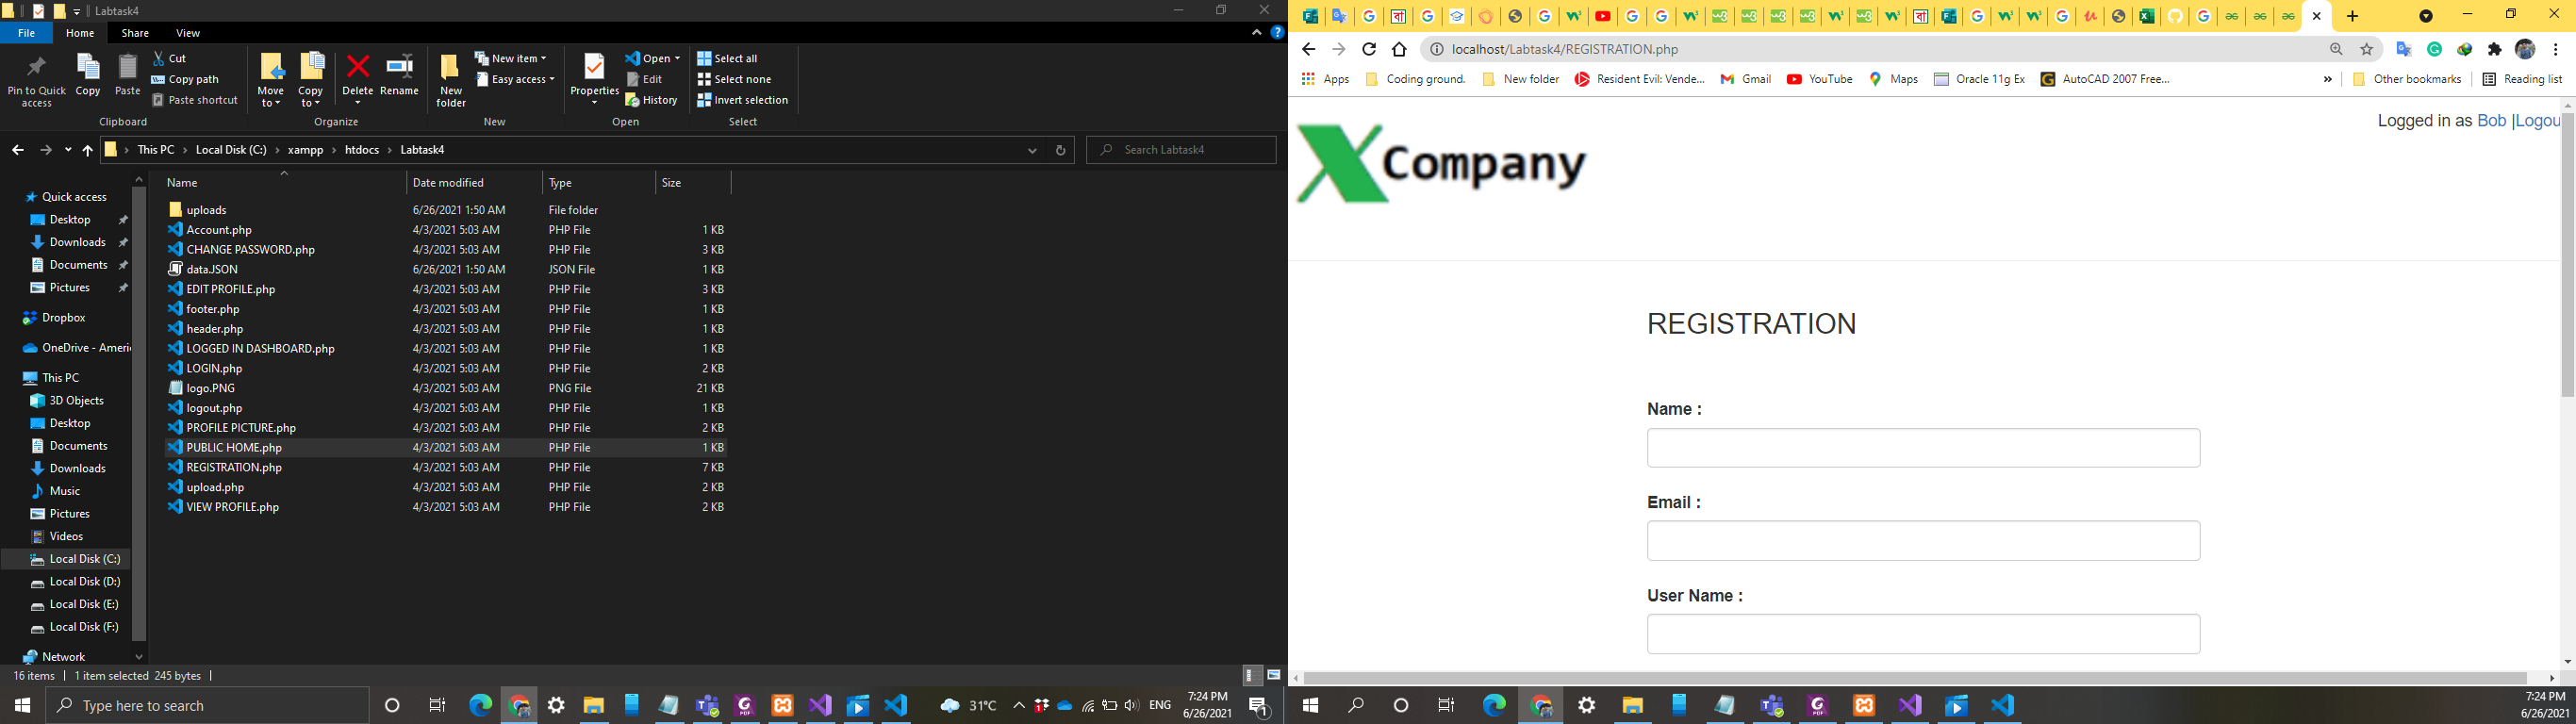 Labtask4
File Home Share View
Pin to Quick access
Copy
Paste
Cut
Copy path
Paste shortcut
Clipboard
Move to
Copy to
Delete
Rename
Organize
New folder
New item
Easy access
New
Properties
Open
Edit
History
Open
Select all
Select none
Invert selection
Select
This PC Local Disk (C:) xampp htdocs Labtask4
Search Labtask4
Quick access
Desktop
Downloads
Documents
Pictures
Dropbox
OneDrive - Ameri
This PC
3D Objects
Desktop
Documents
Downloads
Music
Pictures
Videos
Local Disk (C:)
Local Disk (D:)
Local Disk (E:)
Local Disk (F:)
Network
Name Date modified Type Size
uploads 6/26/2021 1:50 AM File folder
Account.php 4/3/2021 5:03 AM PHP File 1 KB
CHANGE PASSWORD.php 4/3/2021 5:03 AM PHP File 3 KB
data.JSON 6/26/2021 1:50 AM JSON File 1 KB
EDIT PROFILE.php 4/3/2021 5:03 AM PHP File 3 KB
footer.php 4/3/2021 5:03 AM PHP File 1 KB
header.php 4/3/2021 5:03 AM PHP File 1 KB
LOGGED IN DASHBOARD.php 4/3/2021 5:03 AM PHP File 1 KB
LOGIN.php 4/3/2021 5:03 AM PHP File 2 KB
logo.PNG 4/3/2021 5:03 AM PNG File 21 KB
logout.php 4/3/2021 5:03 AM PHP File 1 KB
PROFILE PICTURE.php 4/3/2021 5:03 AM PHP File 2 KB
PUBLIC HOME.php 4/3/2021 5:03 AM PHP File 1 KB
REGISTRATION.php 4/3/2021 5:03 AM PHP File 7 KB
upload.php 4/3/2021 5:03 AM PHP File 2 KB
VIEW PROFILE.php 4/3/2021 5:03 AM PHP File 2 KB
16 items 1 item selected 245 bytes
Type here to search
31°C
ENG
7:24 PM
6/26/2021
1
localhost/Labtask4/REGISTRATION.php
Apps Coding ground. New folder Resident Evil: Vende... Gmail YouTube Maps Oracle 11g Ex AutoCAD 2007 Free... » Other bookmarks Reading list
Logged in as Bob |Logou
X Company
REGISTRATION
Name :
Email :
User Name :
7:24 PM
6/26/2021